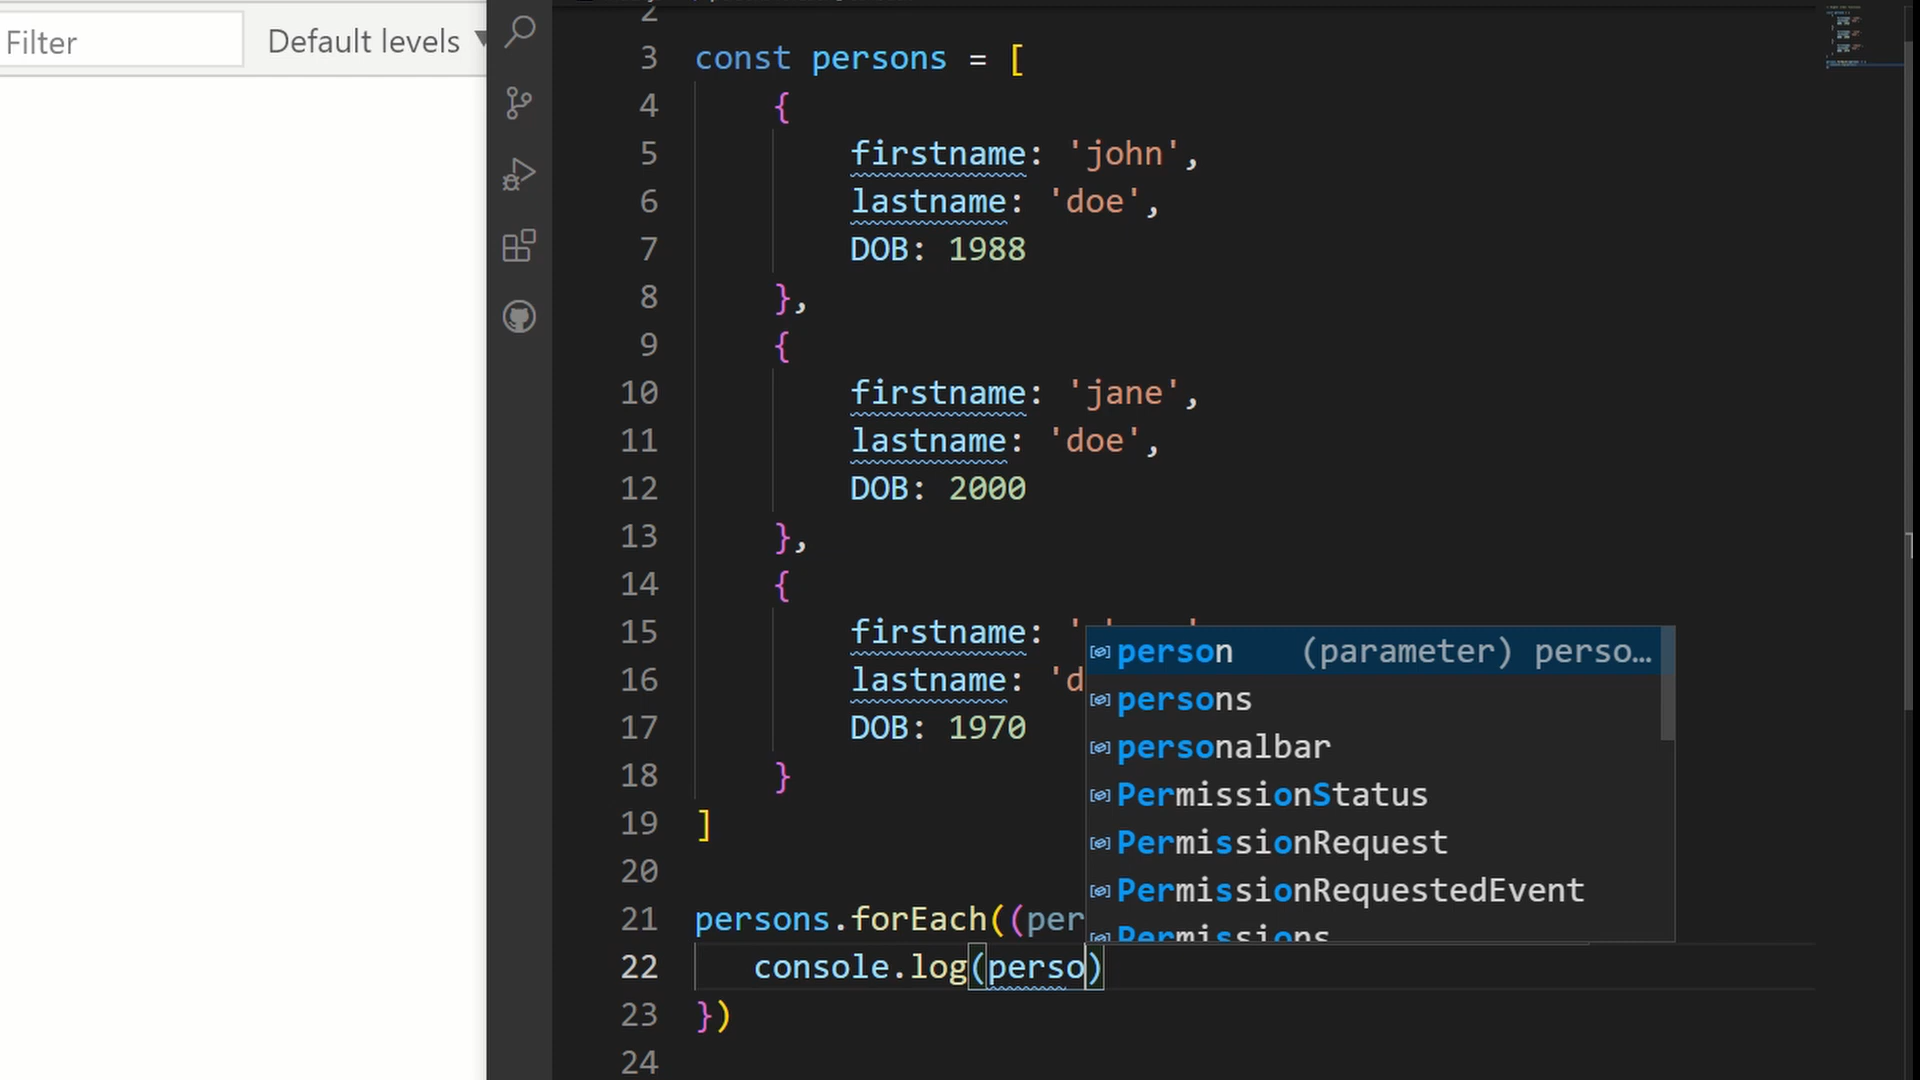 Filter
Default levels
2
3 const persons = [
4 {
5 firstname: 'john',
6 lastname: 'doe',
7 DOB: 1988
8 },
9 {
10 firstname: 'jane',
11 lastname: 'doe',
12 DOB: 2000
13 },
14 {
15 firstname: '
16 lastname: 'd
17 DOB: 1970
18 }
19 ]
20
21 persons.forEach((per
22 console.log(perso)
23 })
24
person (parameter) perso…
persons
personalbar
PermissionStatus
PermissionRequest
PermissionRequestedEvent
Permissions